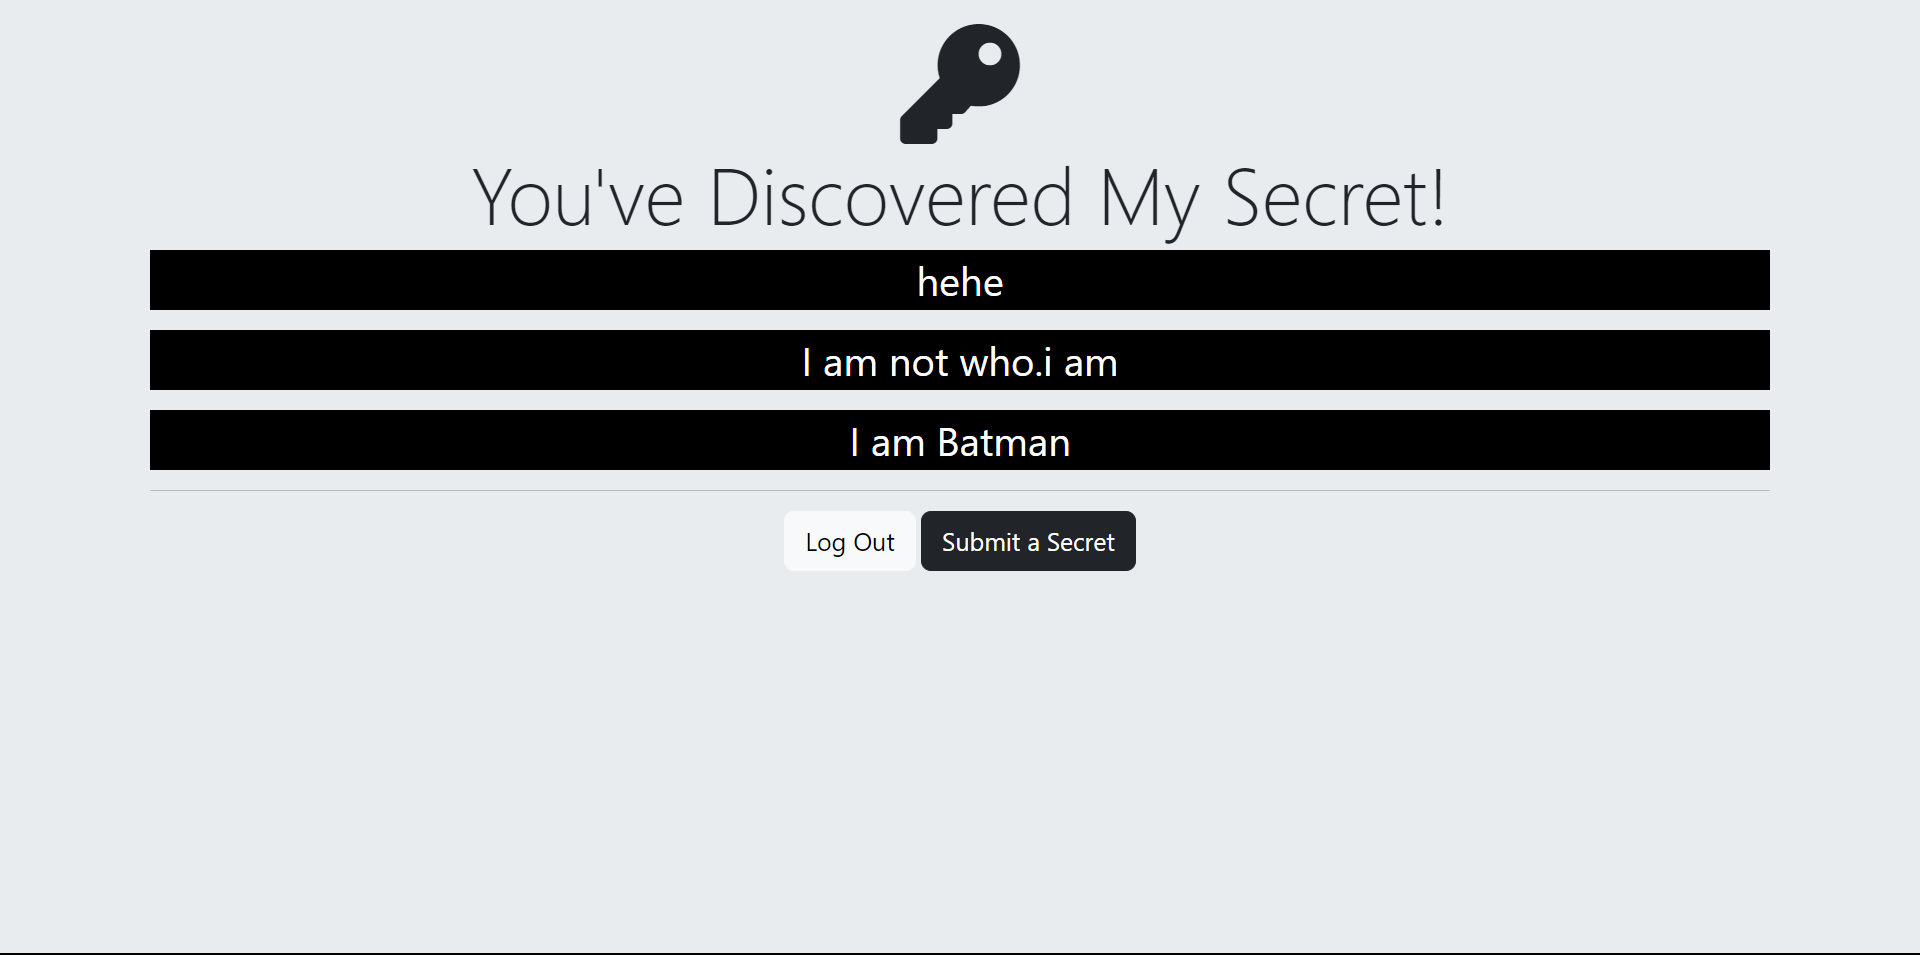 You've Discovered My Secret!
hehe
I am not who.i am
I am Batman
Log Out
Submit a Secret